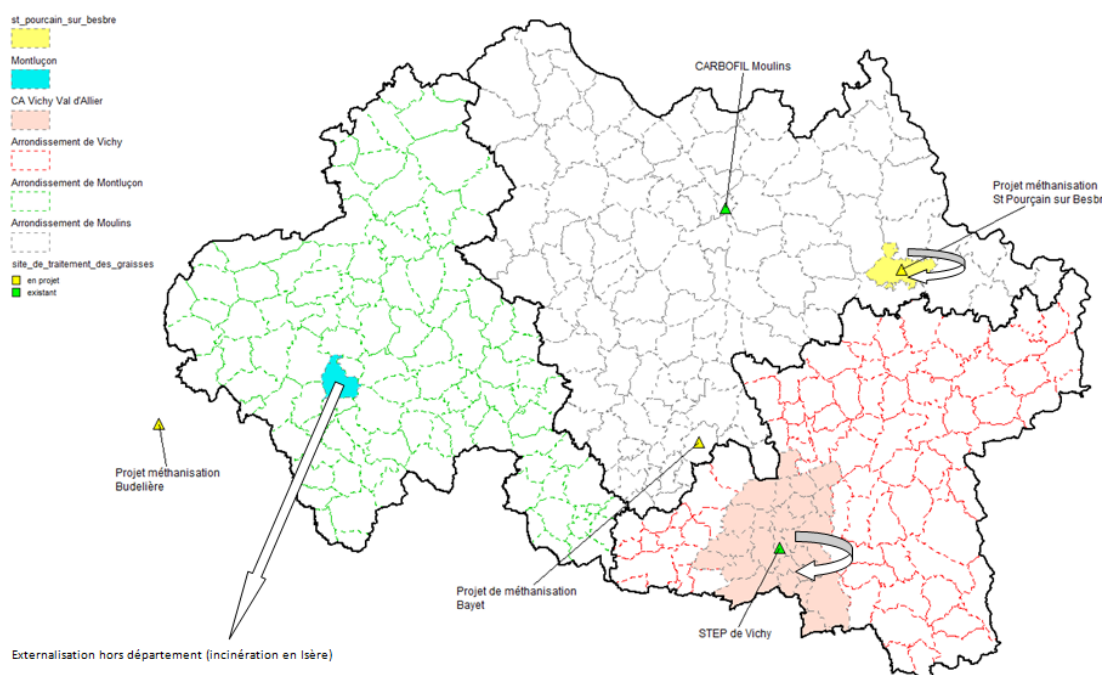 st_pourcain_sur_besbre
Montluçon
CA Vichy Val d'Allier
Arrondissement de Vichy
Arrondissement de Montluçon
Arrondissement de Moulins
site_de_traitement_des_graisses
en projet
existant
CARBOFIL Moulins
Projet méthanisation
St Pourçain sur Besbr
Projet méthanisation
Budelière
Projet de méthanisation
Bayet
STEP de Vichy
Externalisation hors département (incinération en Isère)